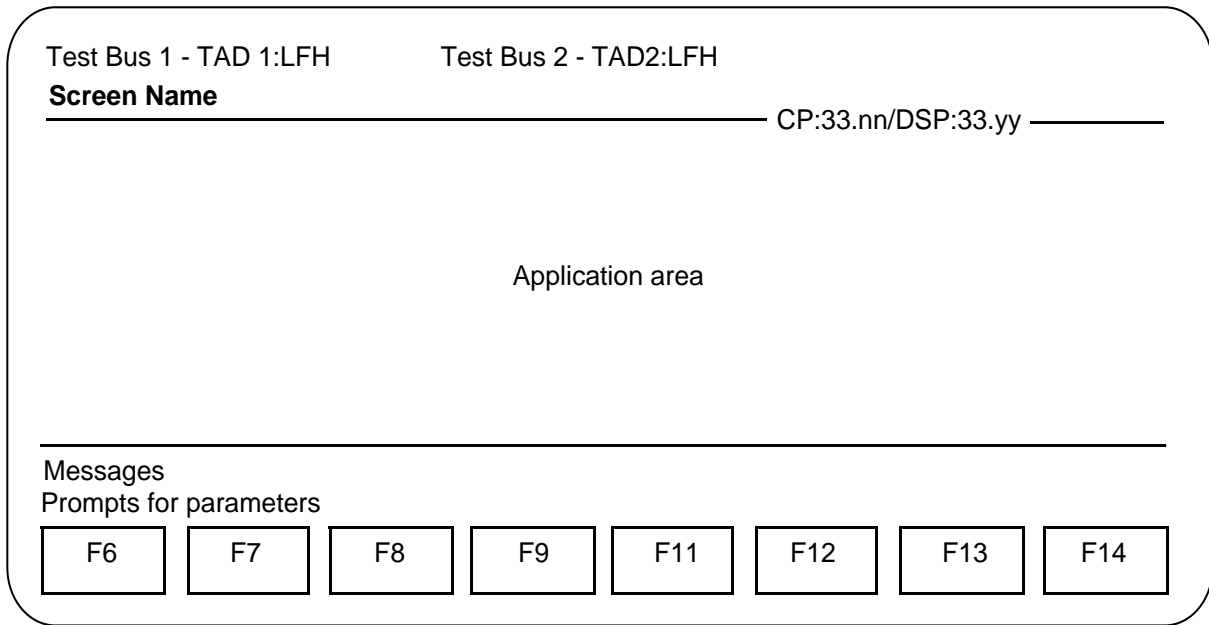 Test Bus 1 - TAD 1:LFH Test Bus 2 - TAD2:LFH
Screen Name
CP:33.nn/DSP:33.yy
Application area
Messages
Prompts for parameters
F6 F7 F8 F9 F11 F12 F13 F14